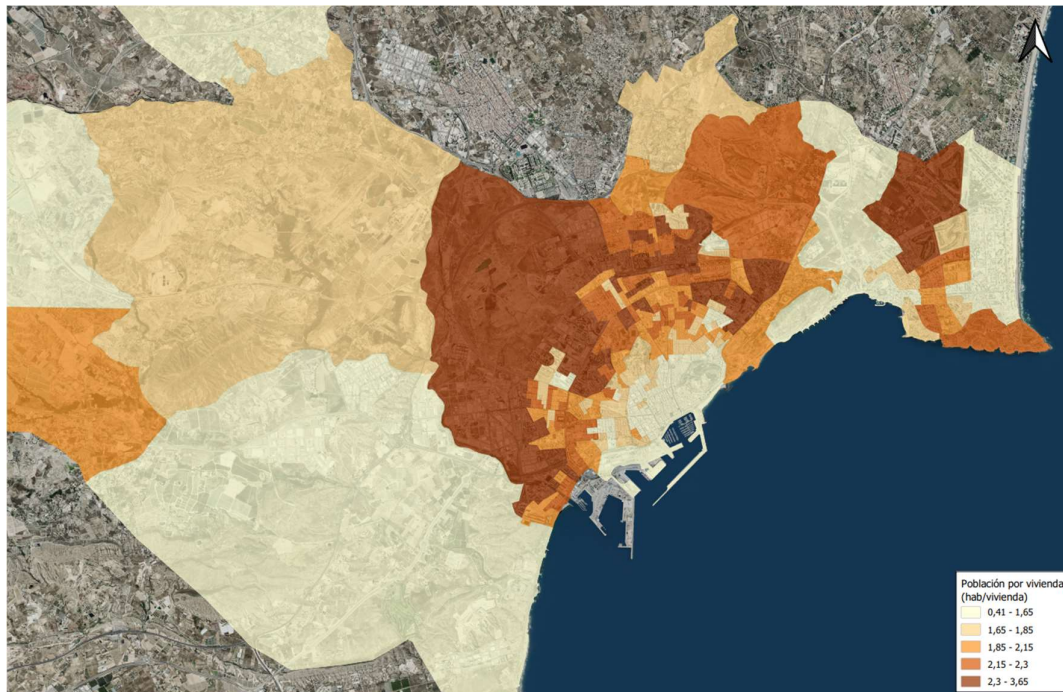 Población por vivienda
(hab/vivienda)
0,41 - 1,65
1,65 - 1,85
1,85 - 2,15
2,15 - 2,3
2,3 - 3,65